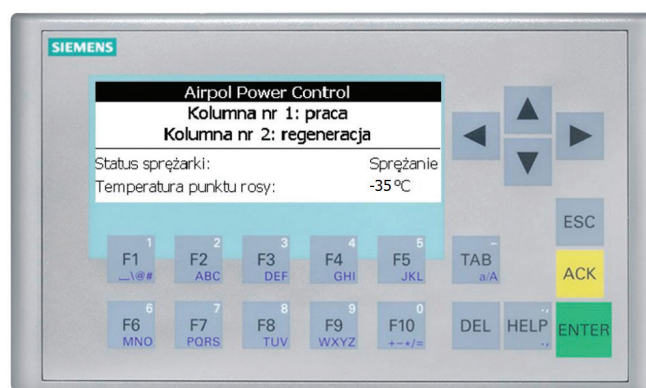 SIEMENS
Airpol Power Control
Kolumna nr 1: praca
Kolumna nr 2: regeneracja
Status sprężarki: Sprężanie
Temperatura punktu rosy: -35 ºC
1 2 3 4 5 –
F1 F2 F3 F4 F5 TAB
_\@# ABC DEF GHI JKL a/A
ESC
ACK
6 7 8 9 0 .,
F6 F7 F8 F9 F10 DEL HELP ENTER
MNO PQRS TUV WXYZ +-*/= .,